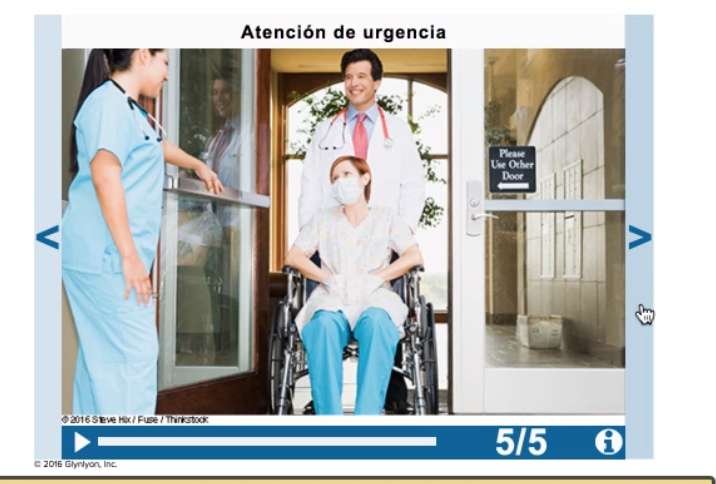 Atención de urgencia
Please
Use Other
Door
© 2016 Steve Hix / Fuse / Thinkstock
5/5
© 2016 Glynlyon, Inc.